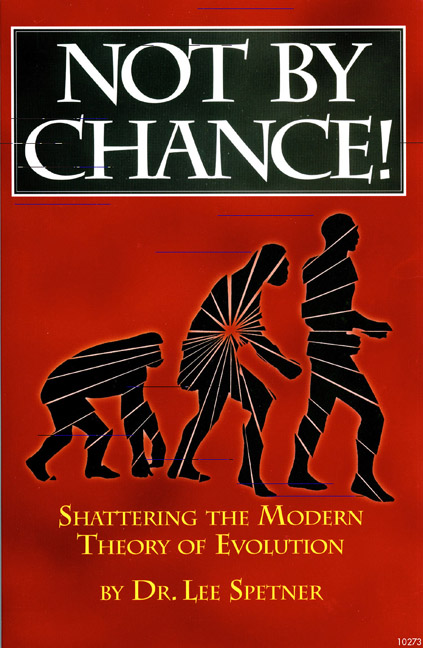 NOT BY
CHANCE!
SHATTERING THE MODERN
THEORY OF EVOLUTION
BY DR. LEE SPETNER
10273